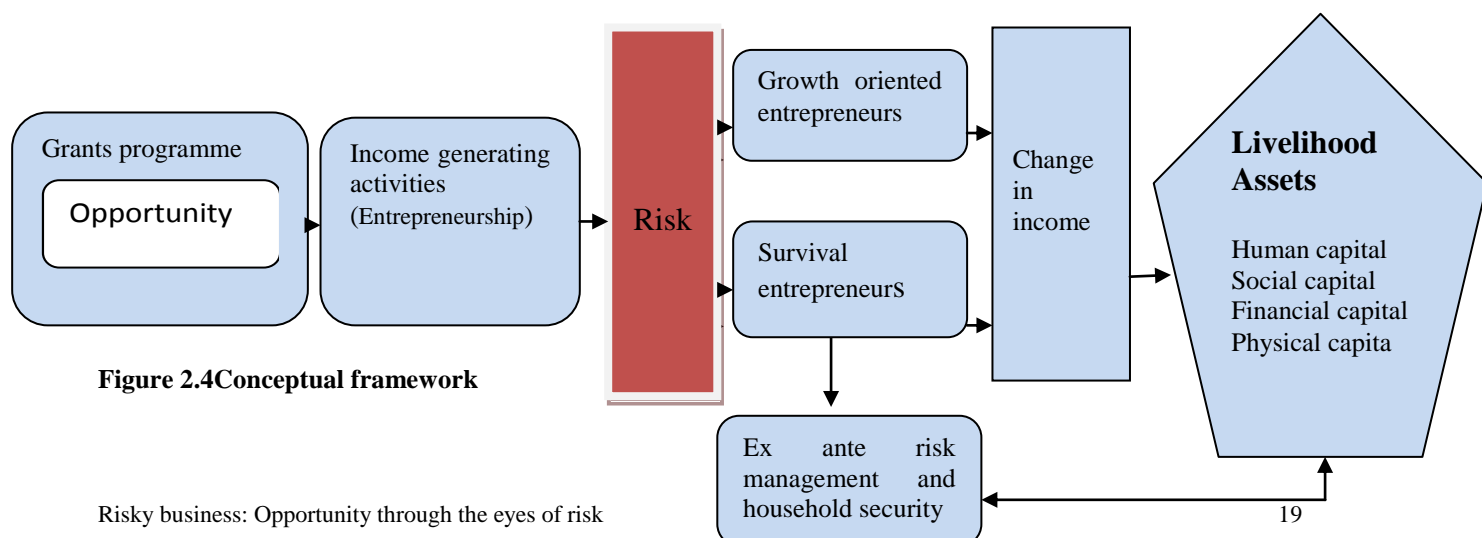 Grants programme
Opportunity
Income generating
activities
(Entrepreneurship)
Risk
Growth oriented
entrepreneurs
Survival
entrepreneurs
Change
in
income
Livelihood
Assets
Human capital
Social capital
Financial capital
Physical capita
Figure 2.4Conceptual framework
Ex ante risk
management and
household security
Risky business: Opportunity through the eyes of risk
19